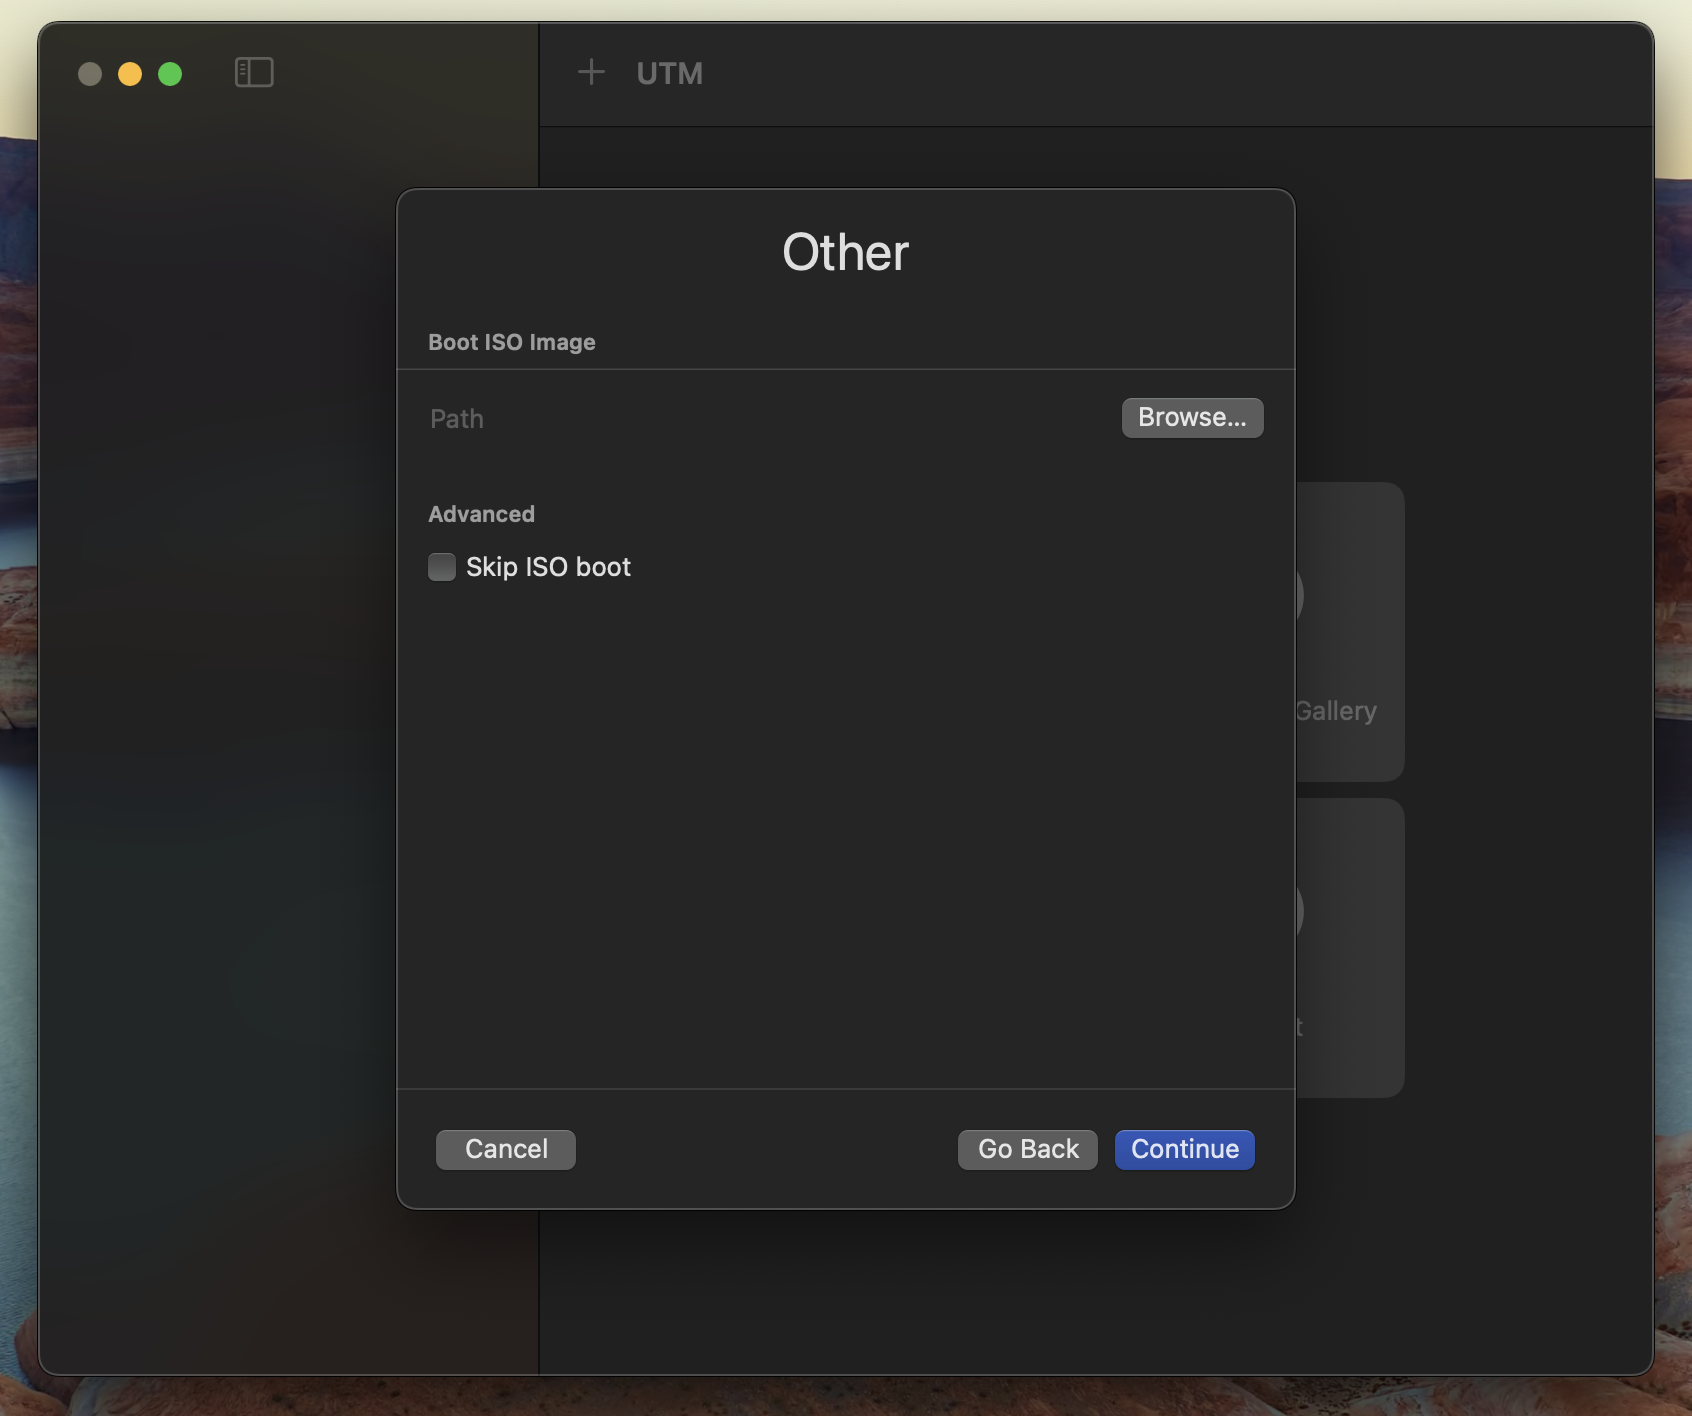 UTM
Other
Boot ISO Image
Path
Browse...
Advanced
Skip ISO boot
Gallery
t
Cancel
Go Back
Continue